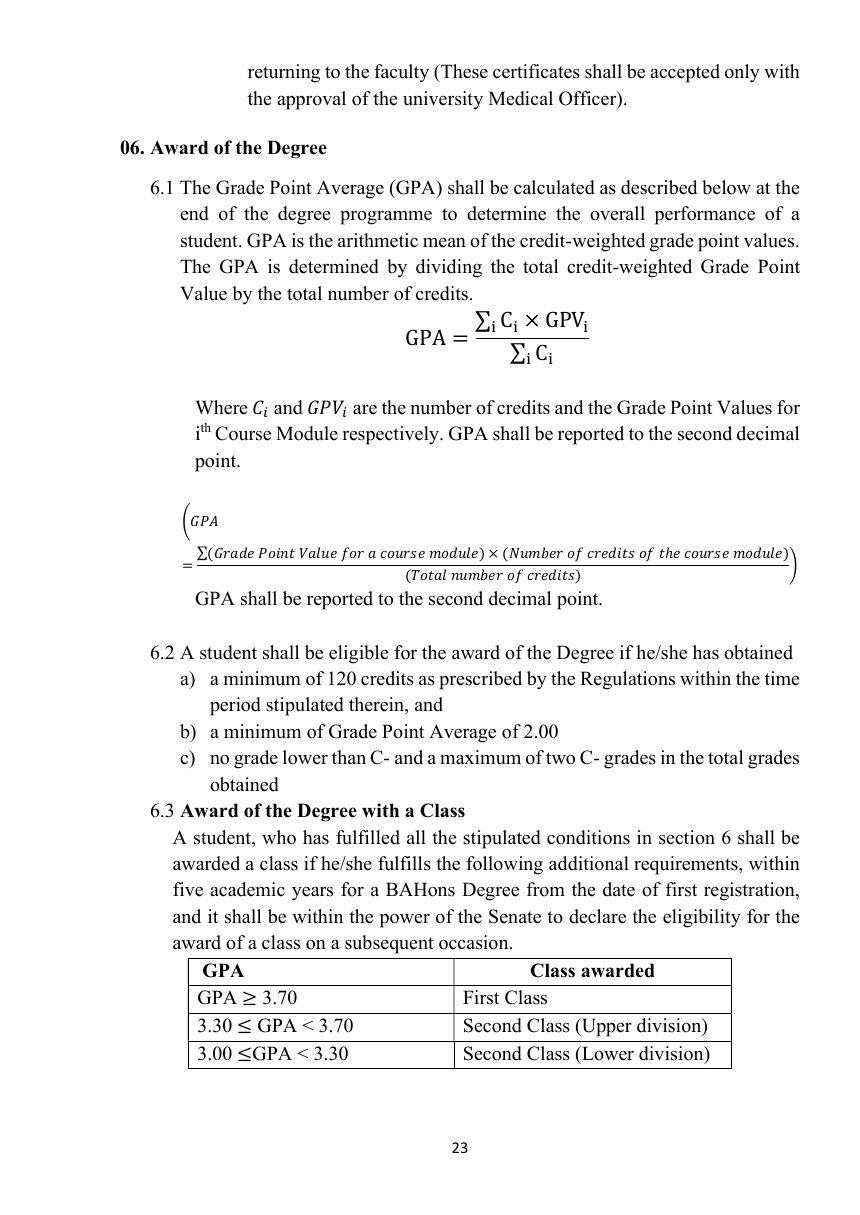 returning to the faculty (These certificates shall be accepted only with
the approval of the university Medical Officer).
06. Award of the Degree
6.1 The Grade Point Average (GPA) shall be calculated as described below at the
end of the degree programme to determine the overall performance of a
student. GPA is the arithmetic mean of the credit-weighted grade point values.
The GPA is determined by dividing the total credit-weighted Grade Point
Value by the total number of credits.
GPA = ∑i Ci × GPVi / ∑i Ci
Where Ci and GPVi are the number of credits and the Grade Point Values for
ith Course Module respectively. GPA shall be reported to the second decimal
point.
(GPA
= ∑(Grade Point Value for a course module) × (Number of credits of the course module) / (Total number of credits))
GPA shall be reported to the second decimal point.
6.2 A student shall be eligible for the award of the Degree if he/she has obtained
a) a minimum of 120 credits as prescribed by the Regulations within the time
period stipulated therein, and
b) a minimum of Grade Point Average of 2.00
c) no grade lower than C- and a maximum of two C- grades in the total grades
obtained
6.3 Award of the Degree with a Class
A student, who has fulfilled all the stipulated conditions in section 6 shall be
awarded a class if he/she fulfills the following additional requirements, within
five academic years for a BAHons Degree from the date of first registration,
and it shall be within the power of the Senate to declare the eligibility for the
award of a class on a subsequent occasion.
GPA Class awarded
GPA ≥ 3.70 First Class
3.30 ≤ GPA < 3.70 Second Class (Upper division)
3.00 ≤GPA < 3.30 Second Class (Lower division)
23